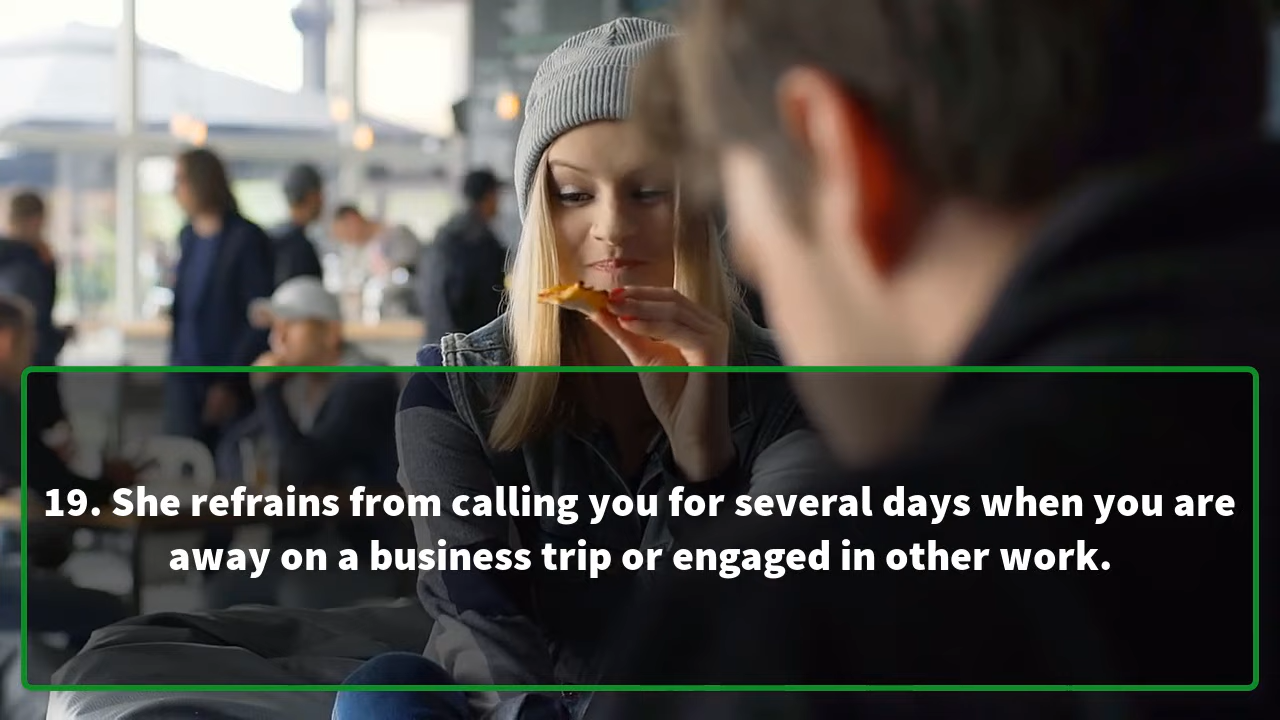 19. She refrains from calling you for several days when you are
away on a business trip or engaged in other work.